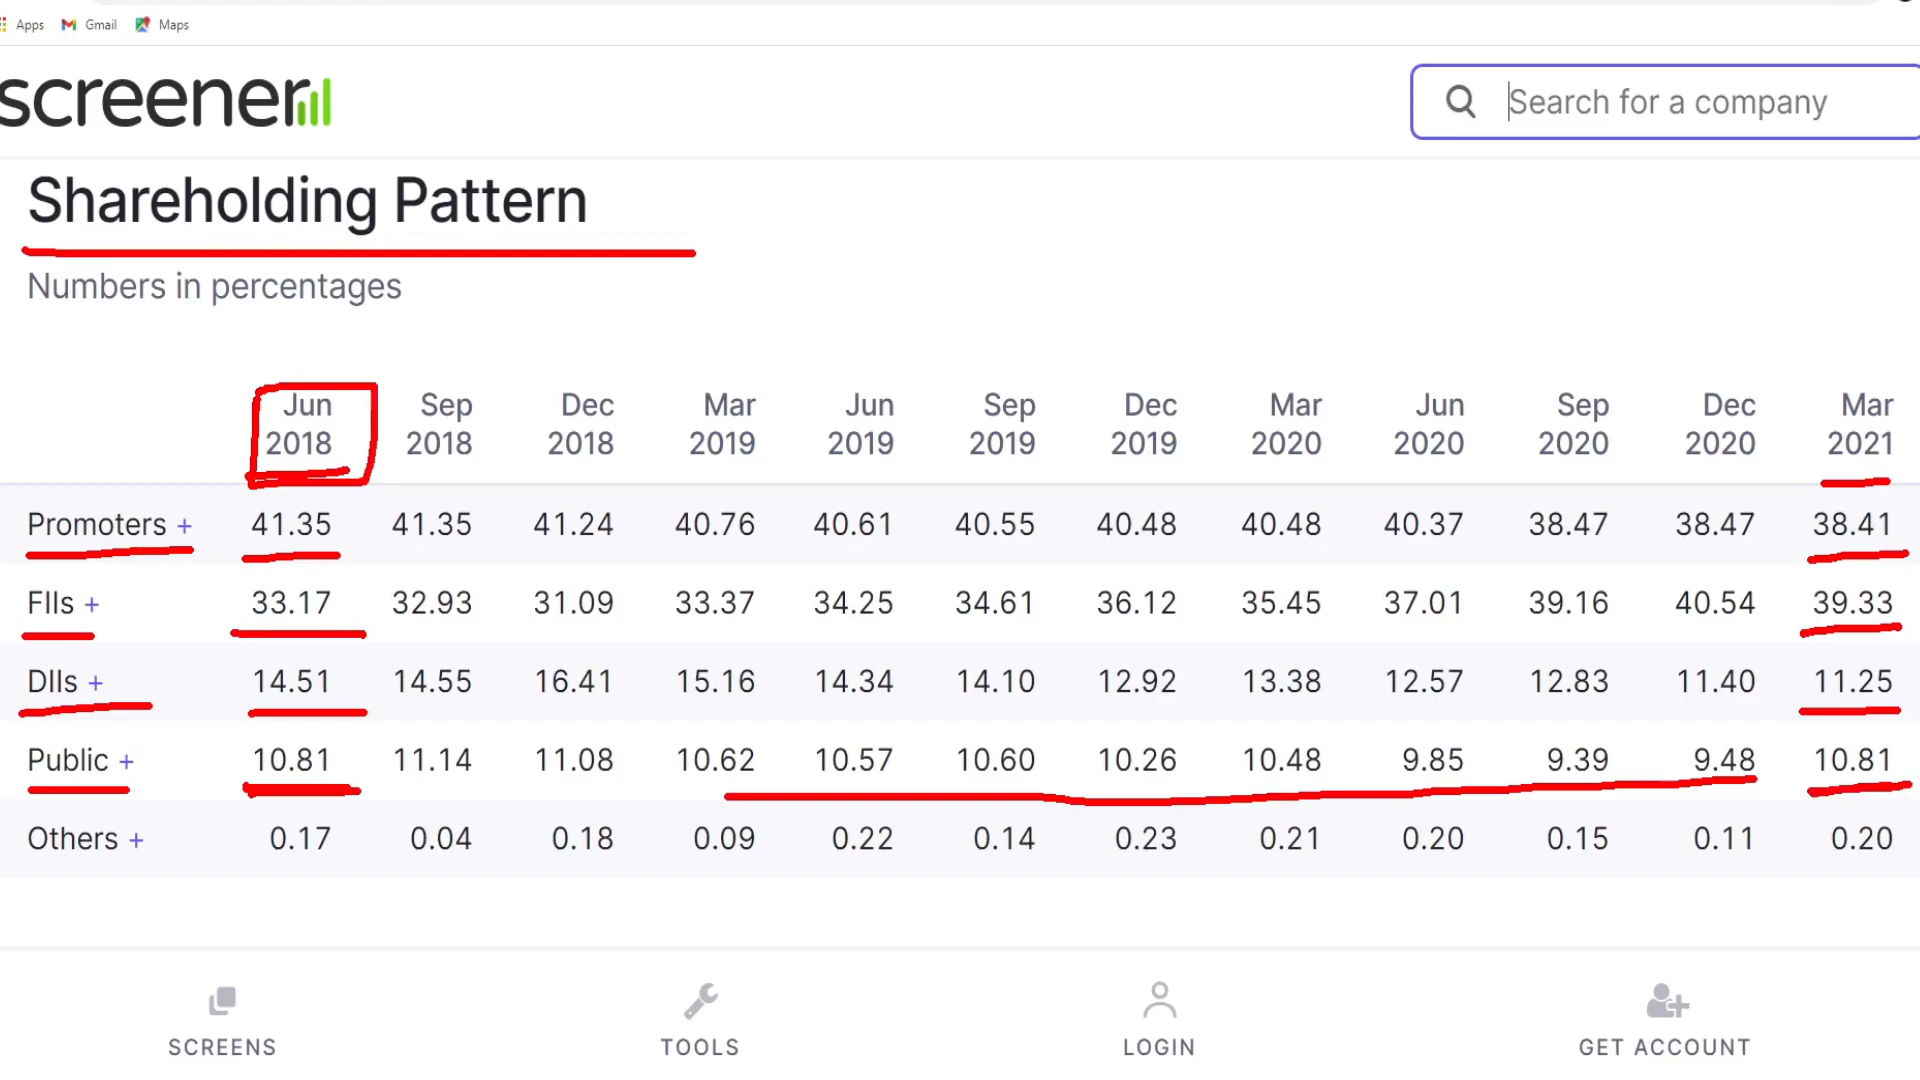 Apps Gmail Maps
screener
Search for a company
Shareholding Pattern
Numbers in percentages
Jun 2018 Sep 2018 Dec 2018 Mar 2019 Jun 2019 Sep 2019 Dec 2019 Mar 2020 Jun 2020 Sep 2020 Dec 2020 Mar 2021
Promoters + 41.35 41.35 41.24 40.76 40.61 40.55 40.48 40.48 40.37 38.47 38.47 38.41
FIIs + 33.17 32.93 31.09 33.37 34.25 34.61 36.12 35.45 37.01 39.16 40.54 39.33
DIIs + 14.51 14.55 16.41 15.16 14.34 14.10 12.92 13.38 12.57 12.83 11.40 11.25
Public + 10.81 11.14 11.08 10.62 10.57 10.60 10.26 10.48 9.85 9.39 9.48 10.81
Others + 0.17 0.04 0.18 0.09 0.22 0.14 0.23 0.21 0.20 0.15 0.11 0.20
SCREENS TOOLS LOGIN GET ACCOUNT